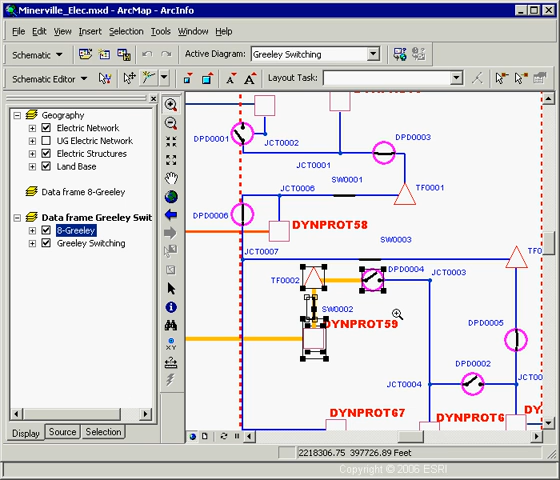 Minerville_Elec.mxd - ArcMap - ArcInfo
File Edit View Insert Selection Tools Window Help
Schematic Active Diagram: Greeley Switching
Schematic Editor Layout Task:
Geography
Electric Network
UG Electric Network
Electric Structures
Land Base
Data frame 8-Greeley
Data frame Greeley Swit
8-Greeley
Greeley Switching
Display Source Selection
DPD0001
JCT0002
DPD0003
JCT0001
SW0001
JCT0006
TF0001
DPD0006
DYNPROT58
SW0003
JCT0007
TF0
TF0002
DPD0004
JCT0003
SW0002
DYNPROT59
DPD0005
DPD0002
JCT0004
JCT00
DYNPROT67
DYNPROT6
DY
2218306.75 397726.89 Feet
Copyright © 2006 ESRI